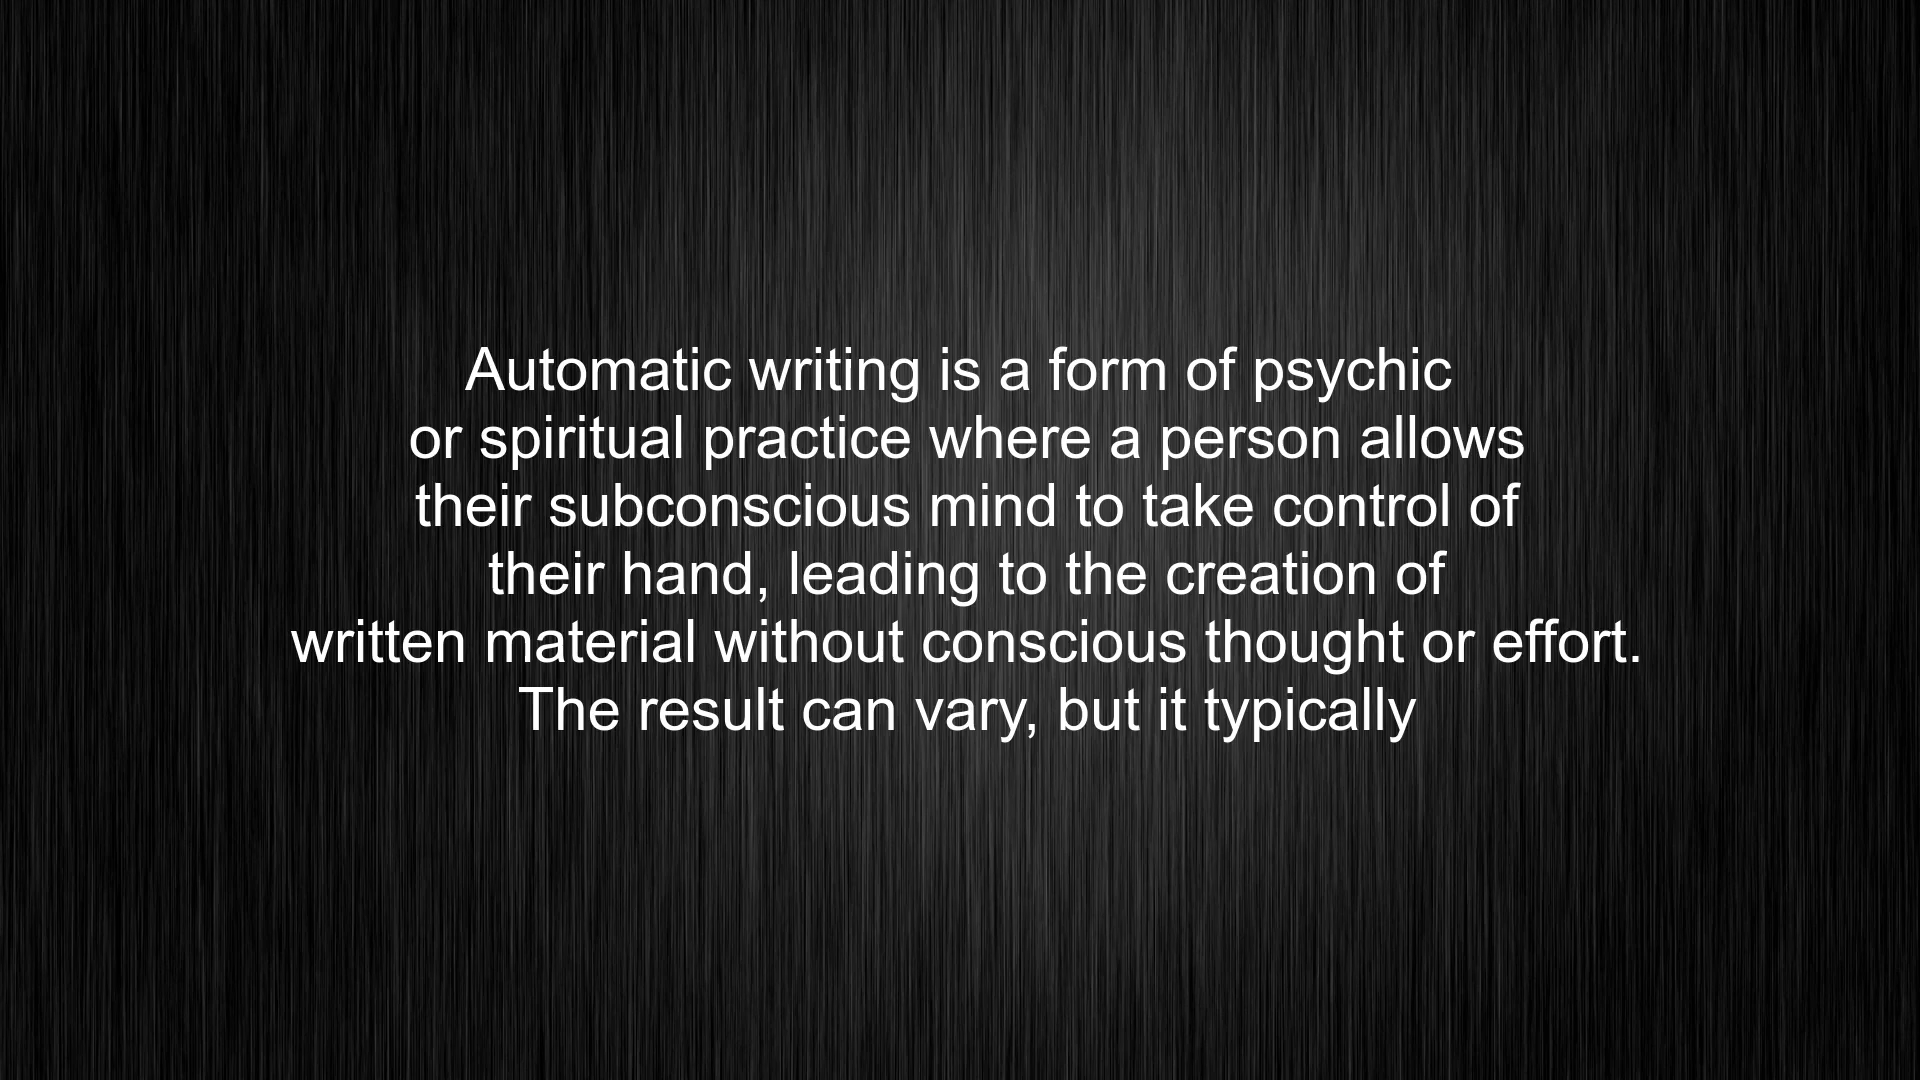 Automatic writing is a form of psychic
or spiritual practice where a person allows
their subconscious mind to take control of
their hand, leading to the creation of
written material without conscious thought or effort.
The result can vary, but it typically